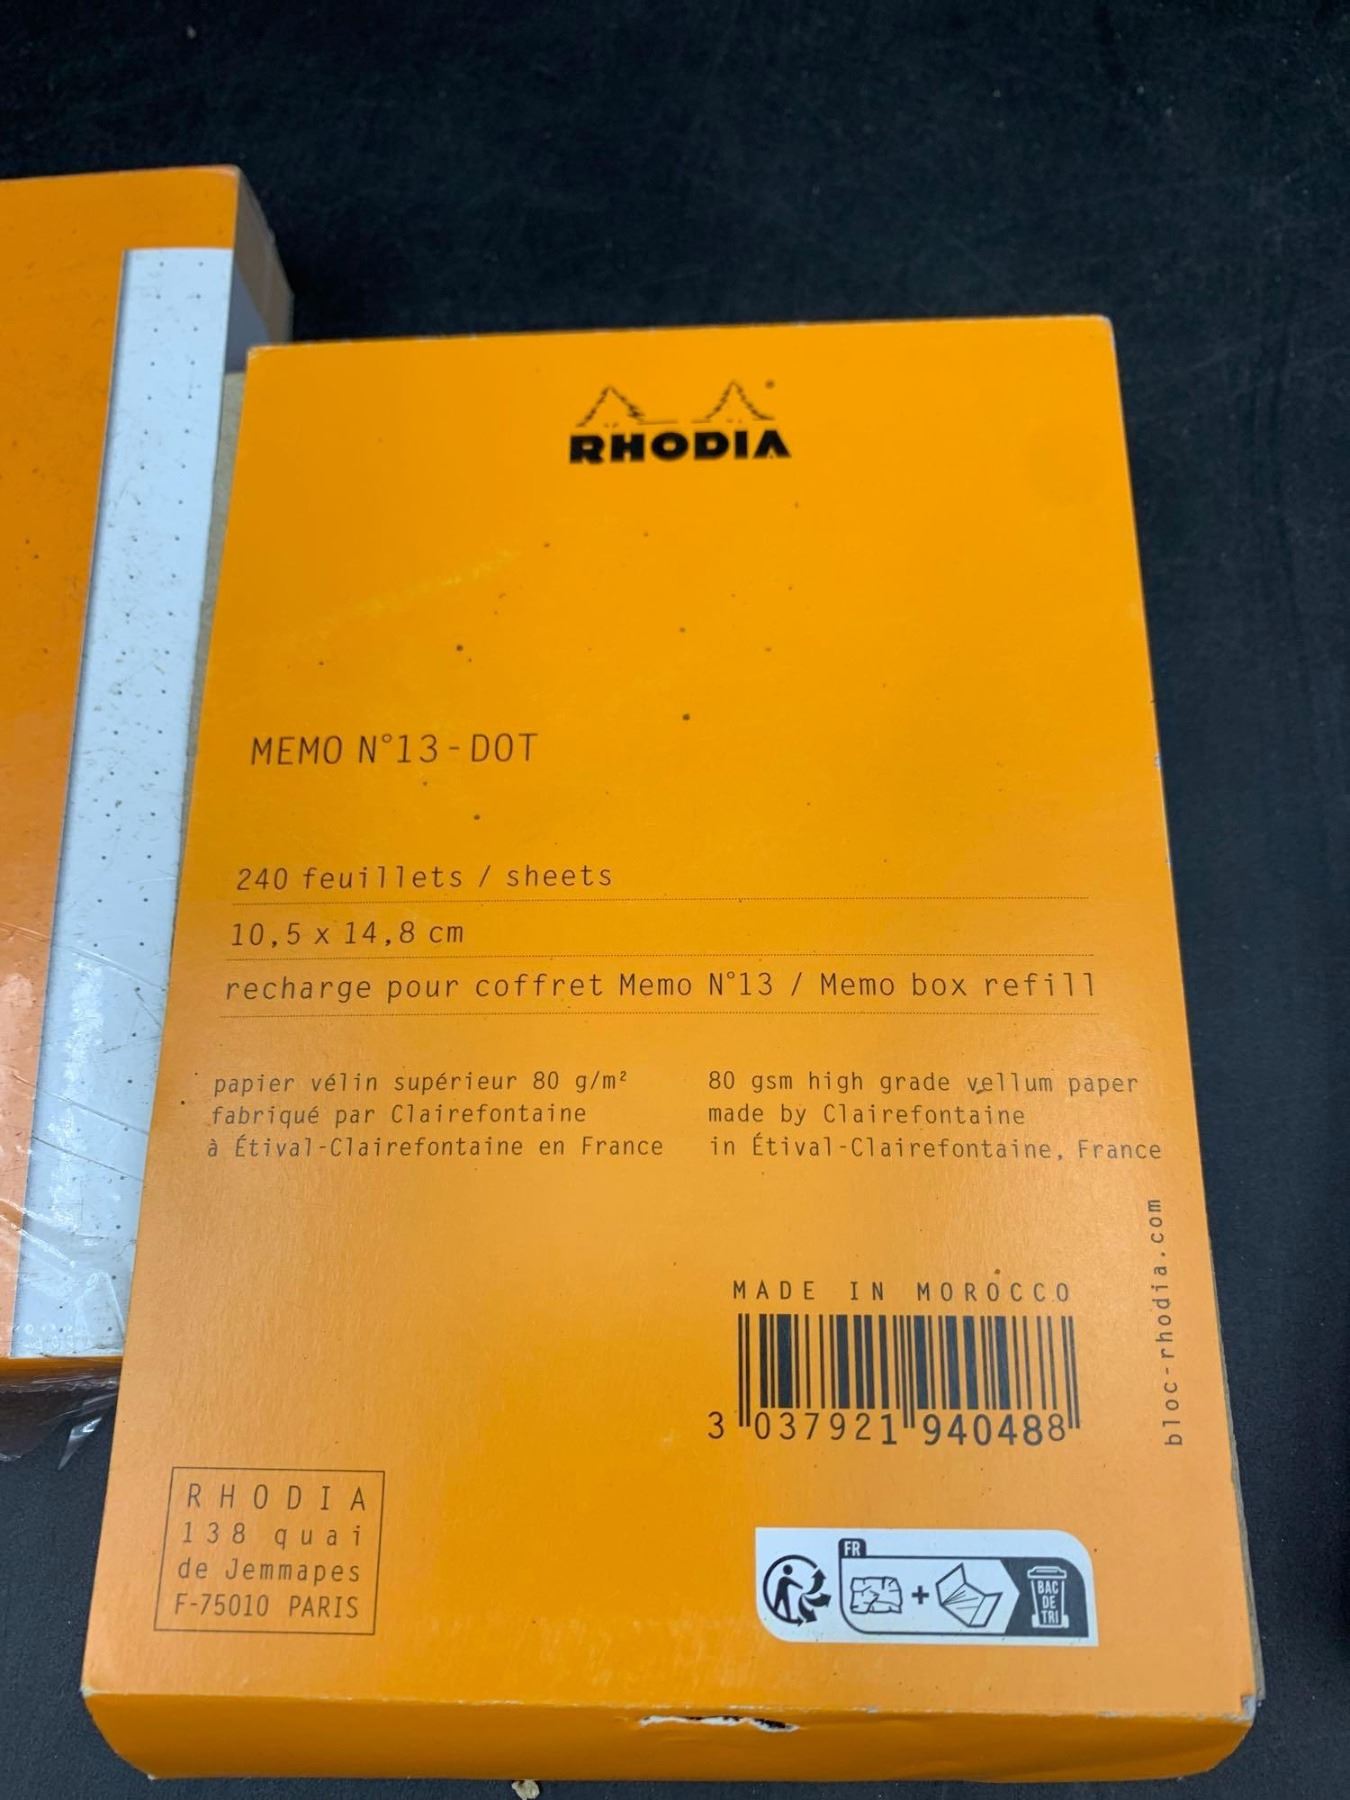 RHODIA
MEMO N°13 - DOT
240 feuillets / sheets
10,5 x 14,8 cm
recharge pour coffret Memo N°13 / Memo box refill
papier vélin supérieur 80 g/m²
fabriqué par Clairefontaine
à Étival-Clairefontaine en France
80 gsm high grade vellum paper
made by Clairefontaine
in Étival-Clairefontaine, France
bloc-rhodia.com
MADE IN MOROCCO
3 037921 940488
RHODIA
138 quai
de Jemmapes
F-75010 PARIS
FR
+
BAC
DE
TRI